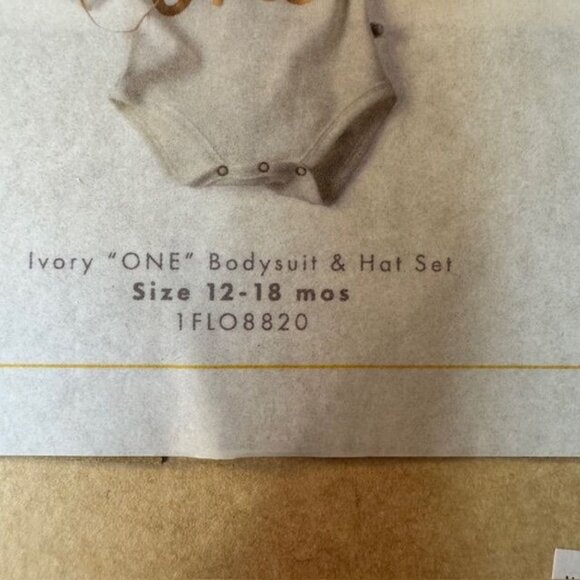 Ivory "ONE" Bodysuit & Hat Set
Size 12-18 mos
1FLO8820